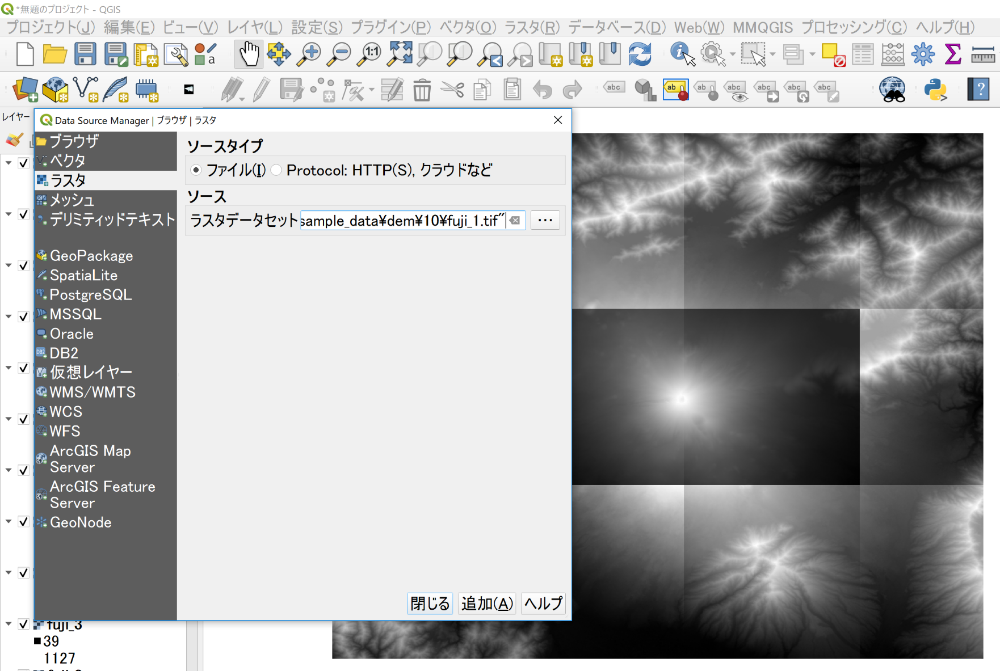 *無題のプロジェクト - QGIS
プロジェクト(J) 編集(E) ビュー(V) レイヤ(L) 設定(S) プラグイン(P) ベクタ(O) ラスタ(R) データベース(D) Web(W) MMQGIS プロセッシング(C) ヘルプ(H)
a 1:1
abc ab ab abc abc abc abc
レイヤー
Data Source Manager | ブラウザ | ラスタ
ブラウザ
ベクタ
ラスタ
メッシュ
デリミティッドテキスト
GeoPackage
SpatiaLite
PostgreSQL
MSSQL
Oracle
DB2 DB2
仮想レイヤー
WMS/WMTS
WCS
WFS
ArcGIS Map
Server
ArcGIS Feature
Server
GeoNode
ソースタイプ
ファイル(I) Protocol: HTTP(S), クラウドなど
ソース
ラスタデータセット sample_data¥dem¥10¥fuji_1.tif" ...
閉じる 追加(A) ヘルプ
fuji_3
39
1127